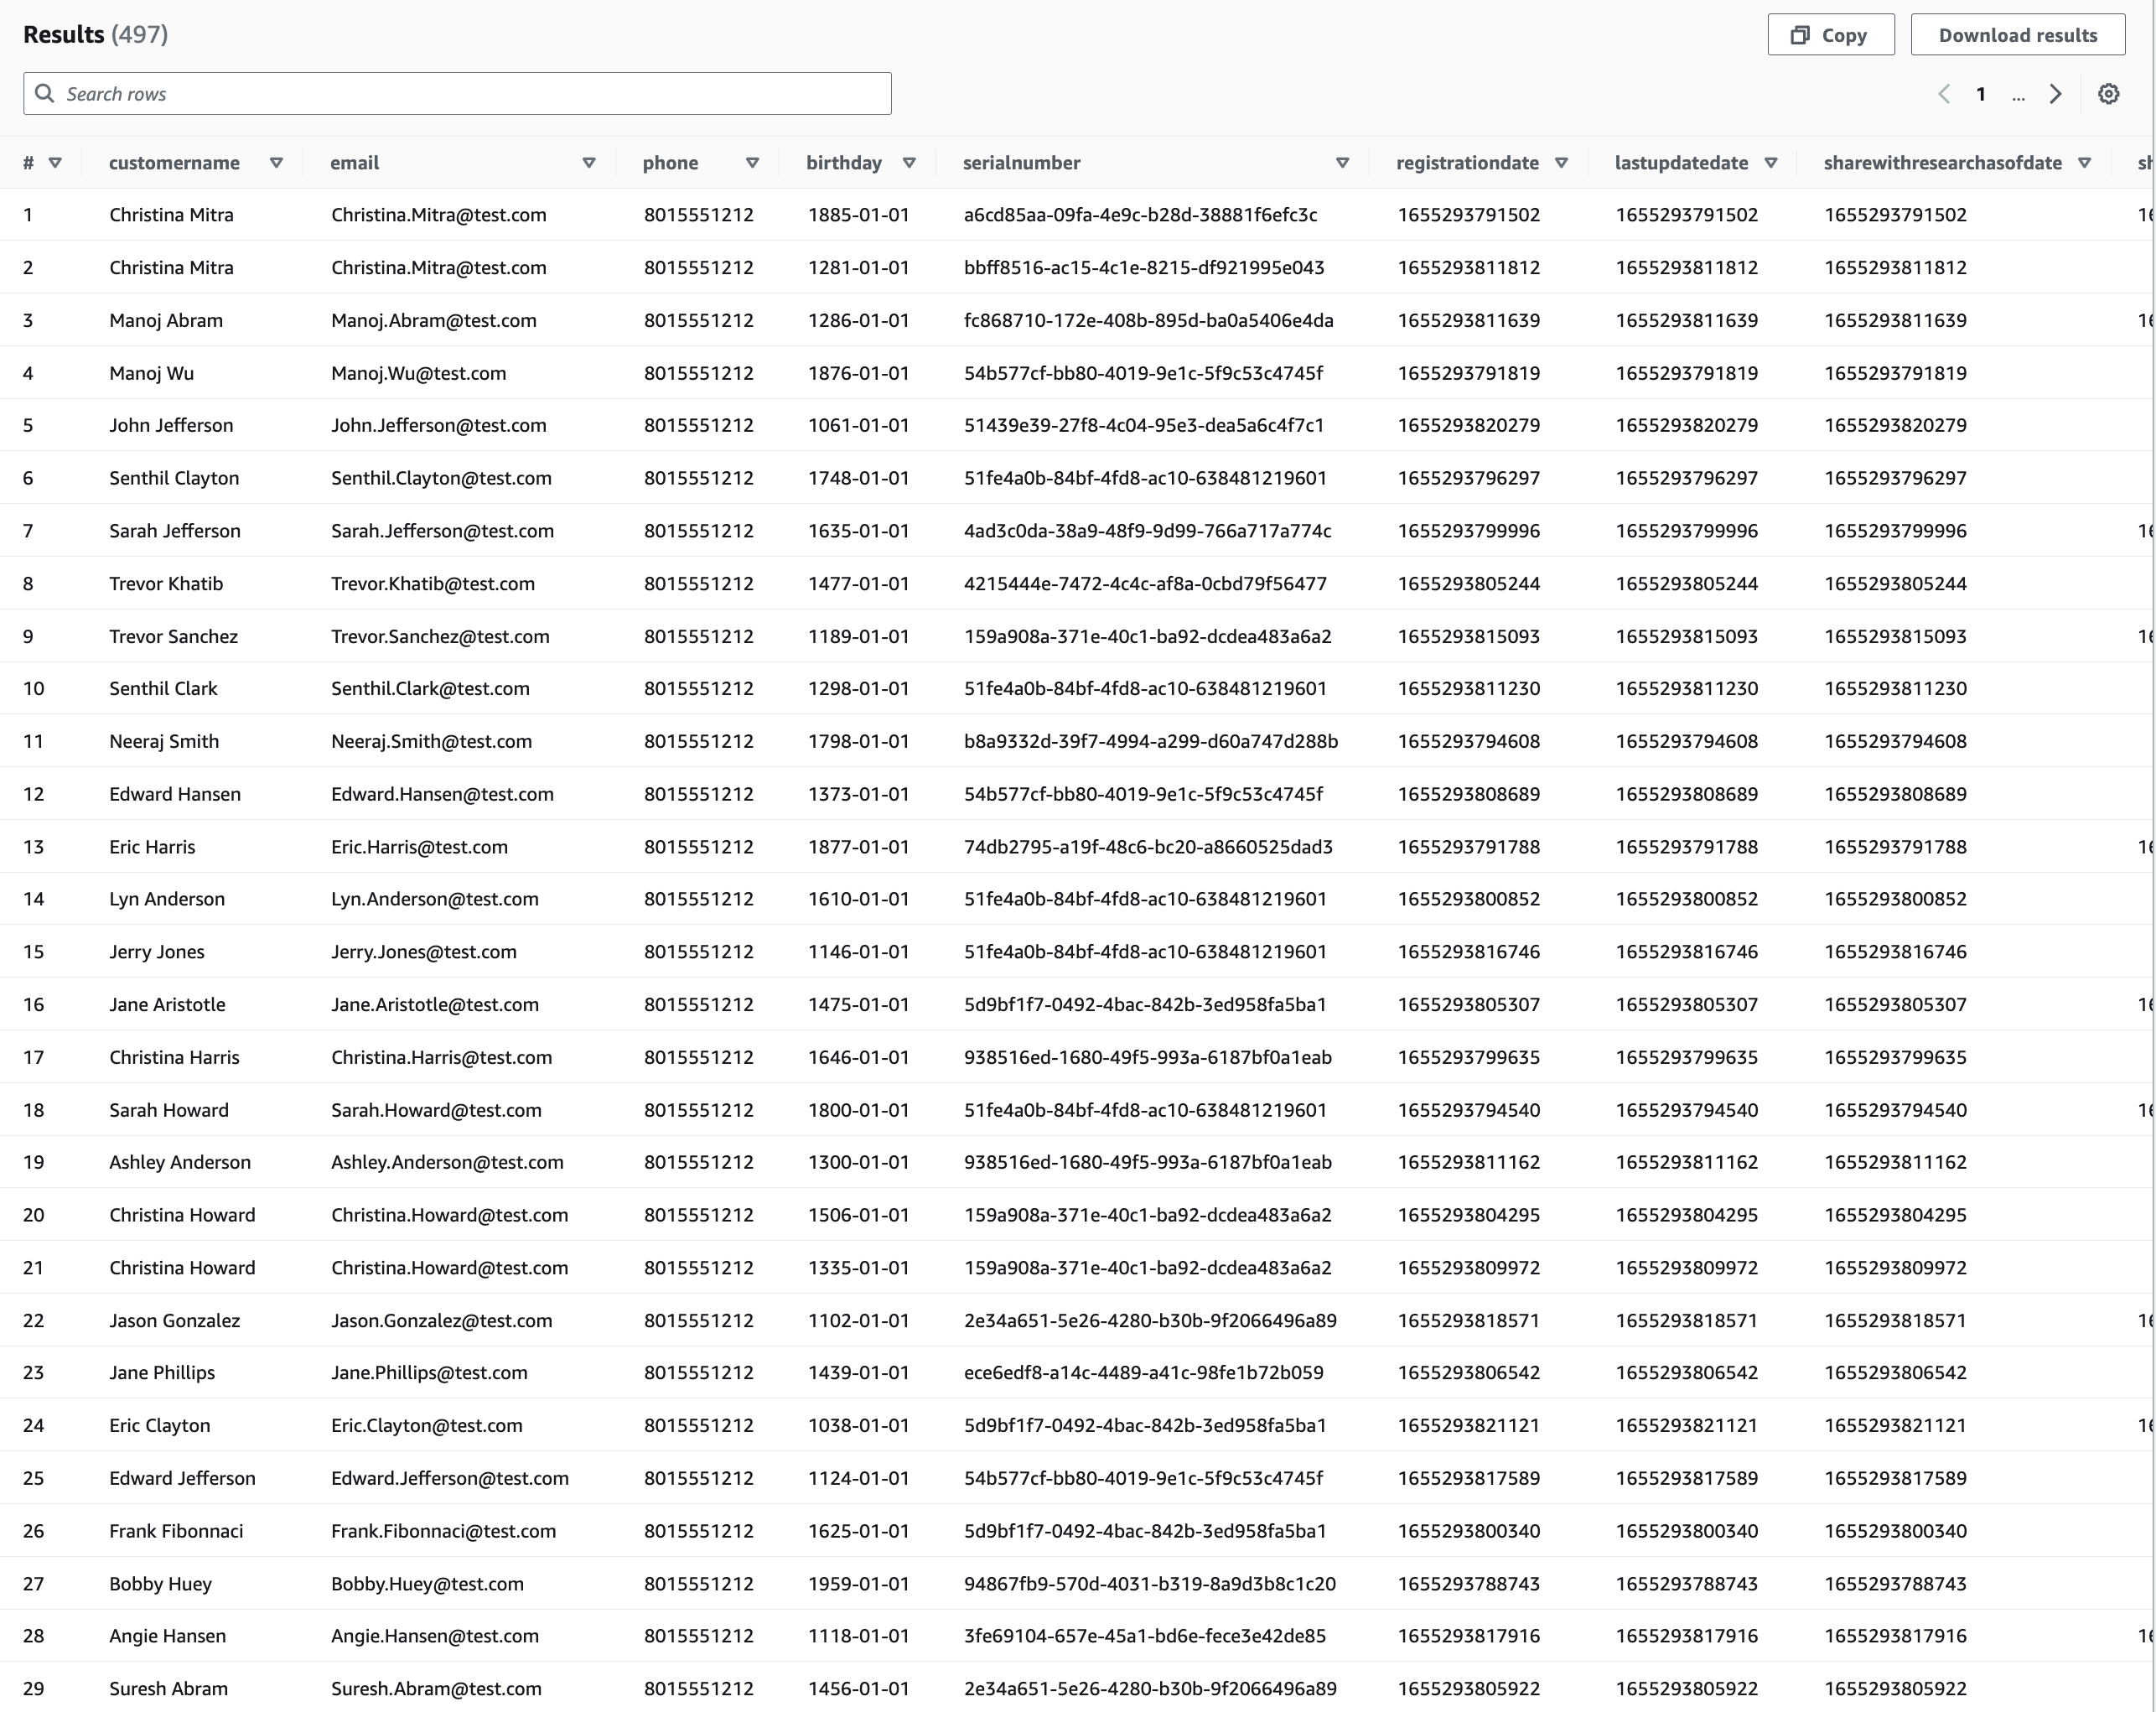 Results (497) Copy Download results
Search rows 1 ...
# customername email phone birthday serialnumber registrationdate lastupdatedate sharewithresearchasofdate
1 Christina Mitra Christina.Mitra@test.com 8015551212 1885-01-01 a6cd85aa-09fa-4e9c-b28d-38881f6efc3c 1655293791502 1655293791502 1655293791502
2 Christina Mitra Christina.Mitra@test.com 8015551212 1281-01-01 bbff8516-ac15-4c1e-8215-df921995e043 1655293811812 1655293811812 1655293811812
3 Manoj Abram Manoj.Abram@test.com 8015551212 1286-01-01 fc868710-172e-408b-895d-ba0a5406e4da 1655293811639 1655293811639 1655293811639
4 Manoj Wu Manoj.Wu@test.com 8015551212 1876-01-01 54b577cf-bb80-4019-9e1c-5f9c53c4745f 1655293791819 1655293791819 1655293791819
5 John Jefferson John.Jefferson@test.com 8015551212 1061-01-01 51439e39-27f8-4c04-95e3-dea5a6c4f7c1 1655293820279 1655293820279 1655293820279
6 Senthil Clayton Senthil.Clayton@test.com 8015551212 1748-01-01 51fe4a0b-84bf-4fd8-ac10-638481219601 1655293796297 1655293796297 1655293796297
7 Sarah Jefferson Sarah.Jefferson@test.com 8015551212 1635-01-01 4ad3c0da-38a9-48f9-9d99-766a717a774c 1655293799996 1655293799996 1655293799996
8 Trevor Khatib Trevor.Khatib@test.com 8015551212 1477-01-01 4215444e-7472-4c4c-af8a-0cbd79f56477 1655293805244 1655293805244 1655293805244
9 Trevor Sanchez Trevor.Sanchez@test.com 8015551212 1189-01-01 159a908a-371e-40c1-ba92-dcdea483a6a2 1655293815093 1655293815093 1655293815093
10 Senthil Clark Senthil.Clark@test.com 8015551212 1298-01-01 51fe4a0b-84bf-4fd8-ac10-638481219601 1655293811230 1655293811230 1655293811230
11 Neeraj Smith Neeraj.Smith@test.com 8015551212 1798-01-01 b8a9332d-39f7-4994-a299-d60a747d288b 1655293794608 1655293794608 1655293794608
12 Edward Hansen Edward.Hansen@test.com 8015551212 1373-01-01 54b577cf-bb80-4019-9e1c-5f9c53c4745f 1655293808689 1655293808689 1655293808689
13 Eric Harris Eric.Harris@test.com 8015551212 1877-01-01 74db2795-a19f-48c6-bc20-a8660525dad3 1655293791788 1655293791788 1655293791788
14 Lyn Anderson Lyn.Anderson@test.com 8015551212 1610-01-01 51fe4a0b-84bf-4fd8-ac10-638481219601 1655293800852 1655293800852 1655293800852
15 Jerry Jones Jerry.Jones@test.com 8015551212 1146-01-01 51fe4a0b-84bf-4fd8-ac10-638481219601 1655293816746 1655293816746 1655293816746
16 Jane Aristotle Jane.Aristotle@test.com 8015551212 1475-01-01 5d9bf1f7-0492-4bac-842b-3ed958fa5ba1 1655293805307 1655293805307 1655293805307
17 Christina Harris Christina.Harris@test.com 8015551212 1646-01-01 938516ed-1680-49f5-993a-6187bf0a1eab 1655293799635 1655293799635 1655293799635
18 Sarah Howard Sarah.Howard@test.com 8015551212 1800-01-01 51fe4a0b-84bf-4fd8-ac10-638481219601 1655293794540 1655293794540 1655293794540
19 Ashley Anderson Ashley.Anderson@test.com 8015551212 1300-01-01 938516ed-1680-49f5-993a-6187bf0a1eab 1655293811162 1655293811162 1655293811162
20 Christina Howard Christina.Howard@test.com 8015551212 1506-01-01 159a908a-371e-40c1-ba92-dcdea483a6a2 1655293804295 1655293804295 1655293804295
21 Christina Howard Christina.Howard@test.com 8015551212 1335-01-01 159a908a-371e-40c1-ba92-dcdea483a6a2 1655293809972 1655293809972 1655293809972
22 Jason Gonzalez Jason.Gonzalez@test.com 8015551212 1102-01-01 2e34a651-5e26-4280-b30b-9f2066496a89 1655293818571 1655293818571 1655293818571
23 Jane Phillips Jane.Phillips@test.com 8015551212 1439-01-01 ece6edf8-a14c-4489-a41c-98fe1b72b059 1655293806542 1655293806542 1655293806542
24 Eric Clayton Eric.Clayton@test.com 8015551212 1038-01-01 5d9bf1f7-0492-4bac-842b-3ed958fa5ba1 1655293821121 1655293821121 1655293821121
25 Edward Jefferson Edward.Jefferson@test.com 8015551212 1124-01-01 54b577cf-bb80-4019-9e1c-5f9c53c4745f 1655293817589 1655293817589 1655293817589
26 Frank Fibonnaci Frank.Fibonnaci@test.com 8015551212 1625-01-01 5d9bf1f7-0492-4bac-842b-3ed958fa5ba1 1655293800340 1655293800340 1655293800340
27 Bobby Huey Bobby.Huey@test.com 8015551212 1959-01-01 94867fb9-570d-4031-b319-8a9d3b8c1c20 1655293788743 1655293788743 1655293788743
28 Angie Hansen Angie.Hansen@test.com 8015551212 1118-01-01 3fe69104-657e-45a1-bd6e-fece3e42de85 1655293817916 1655293817916 1655293817916
29 Suresh Abram Suresh.Abram@test.com 8015551212 1456-01-01 2e34a651-5e26-4280-b30b-9f2066496a89 1655293805922 1655293805922 1655293805922